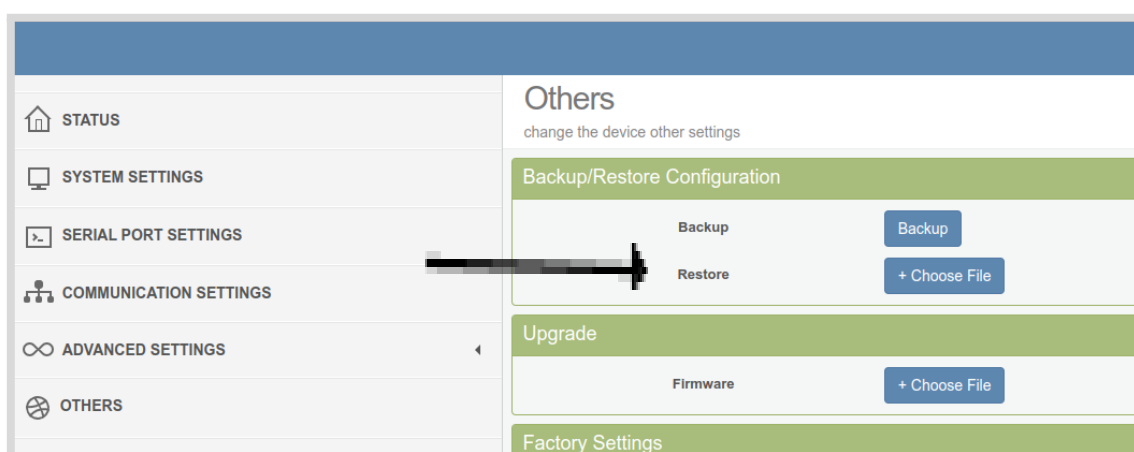 STATUS
SYSTEM SETTINGS
SERIAL PORT SETTINGS
COMMUNICATION SETTINGS
ADVANCED SETTINGS
OTHERS
Others
change the device other settings
Backup/Restore Configuration
Backup Backup
Restore + Choose File
Upgrade
Firmware + Choose File
Factory Settings